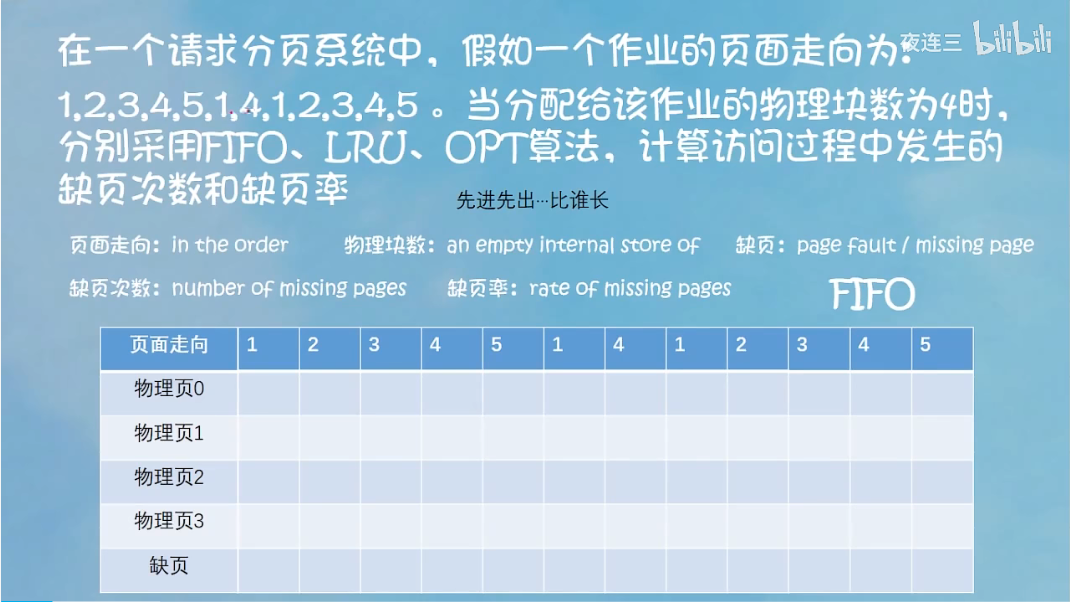 在一个请求分页系统中，假如一个作业的页面走向为：
夜连三 bilibili
1,2,3,4,5,1,4,1,2,3,4,5 。当分配给该作业的物理块数为4时，
分别采用FIFO、LRU、OPT算法，计算访问过程中发生的
缺页次数和缺页率
先进先出…比谁长
页面走向：in the order 物理块数：an empty internal store of 缺页：page fault / missing page
缺页次数：number of missing pages 缺页率：rate of missing pages
FIFO
页面走向 1 2 3 4 5 1 4 1 2 3 4 5
物理页0
物理页1
物理页2
物理页3
缺页